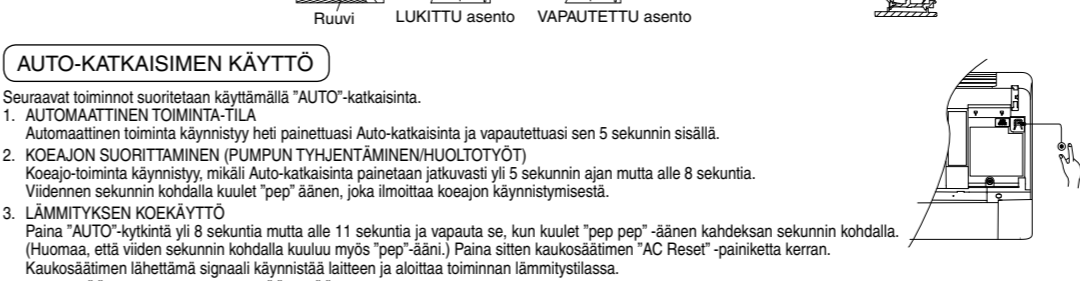 Ruuvi LUKITTU asento VAPAUTETTU asento
AUTO-KATKAISIMEN KÄYTTÖ
Seuraavat toiminnot suoritetaan käyttämällä ”AUTO”-katkaisinta.
1. AUTOMAATTINEN TOIMINTA-TILA
Automaattinen toiminta käynnistyy heti painettuasi Auto-katkaisinta ja vapautettuasi sen 5 sekunnin sisällä.
2. KOEAJON SUORITTAMINEN (PUMPUN TYHJENTÄMINEN/HUOLTOTYÖT)
Koeajo-toiminta käynnistyy, mikäli Auto-katkaisinta painetaan jatkuvasti yli 5 sekunnin ajan mutta alle 8 sekuntia.
Viidennen sekunnin kohdalla kuulet ”pep” äänen, joka ilmoittaa koeajon käynnistymisestä.
3. LÄMMITYKSEN KOEKÄYTTÖ
Paina ”AUTO”-kytkintä yli 8 sekuntia mutta alle 11 sekuntia ja vapauta se, kun kuulet ”pep pep” -äänen kahdeksan sekunnin kohdalla.
(Huomaa, että viiden sekunnin kohdalla kuuluu myös ”pep”-ääni.) Paina sitten kaukosäätimen ”AC Reset” -painiketta kerran.
Kaukosäätimen lähettämä signaali käynnistää laitteen ja aloittaa toiminnan lämmitystilassa.